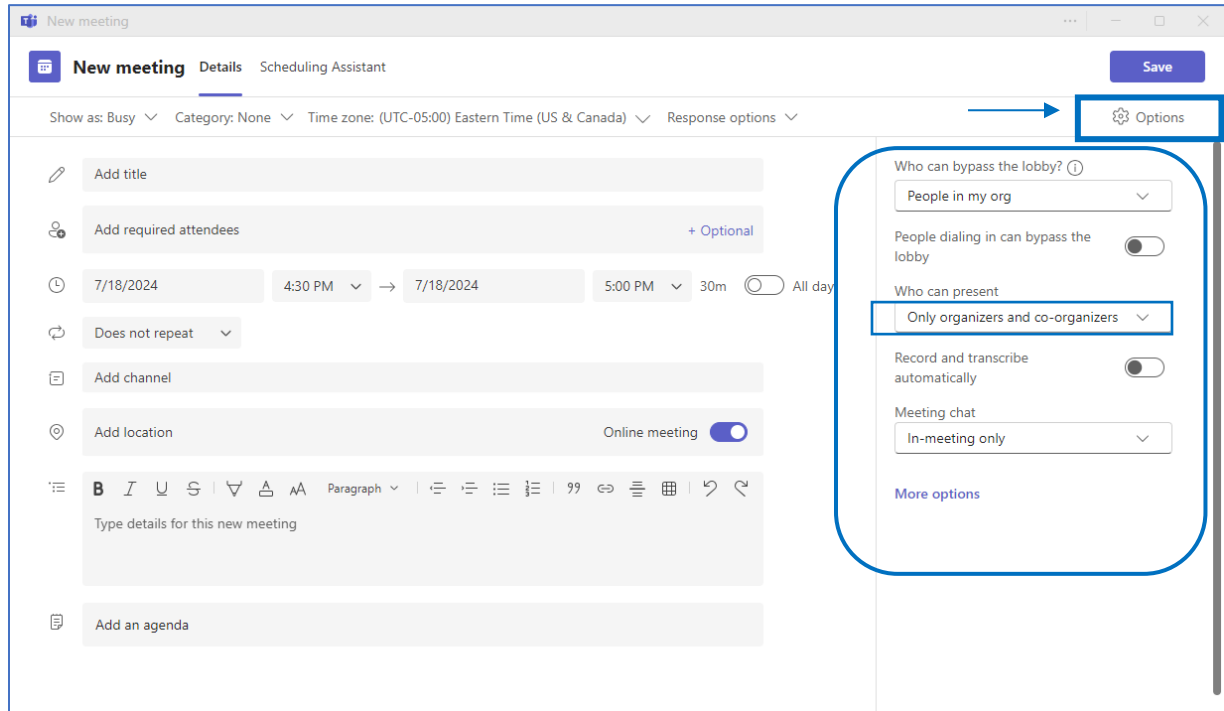 New meeting
New meeting Details Scheduling Assistant Save
Show as: Busy Category: None Time zone: (UTC-05:00) Eastern Time (US & Canada) Response options Options
Add title
Add required attendees + Optional
7/18/2024 4:30 PM → 7/18/2024 5:00 PM 30m All day
Does not repeat
Add channel
Add location Online meeting
B I U S A AA Paragraph
Type details for this new meeting
Add an agenda
Who can bypass the lobby?
People in my org
People dialing in can bypass the
lobby
Who can present
Only organizers and co-organizers
Record and transcribe
automatically
Meeting chat
In-meeting only
More options